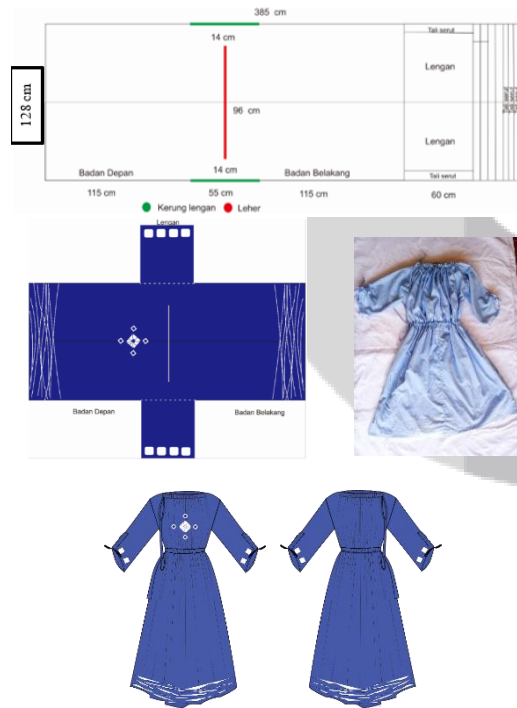 385 cm
14 cm
Tali serut
Lengan
128 cm
96 cm
Lengan
14 cm
Badan Depan
Badan Belakang
Tali serut
115 cm
55 cm
115 cm
60 cm
Kerung lengan
Leher
Lengan
Badan Depan
Badan Belakang